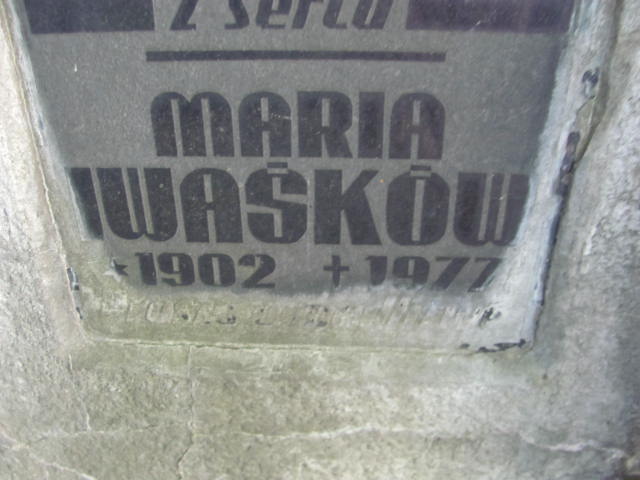 z serca
MARIA
IWAŚKÓW
* 1902 † 1977